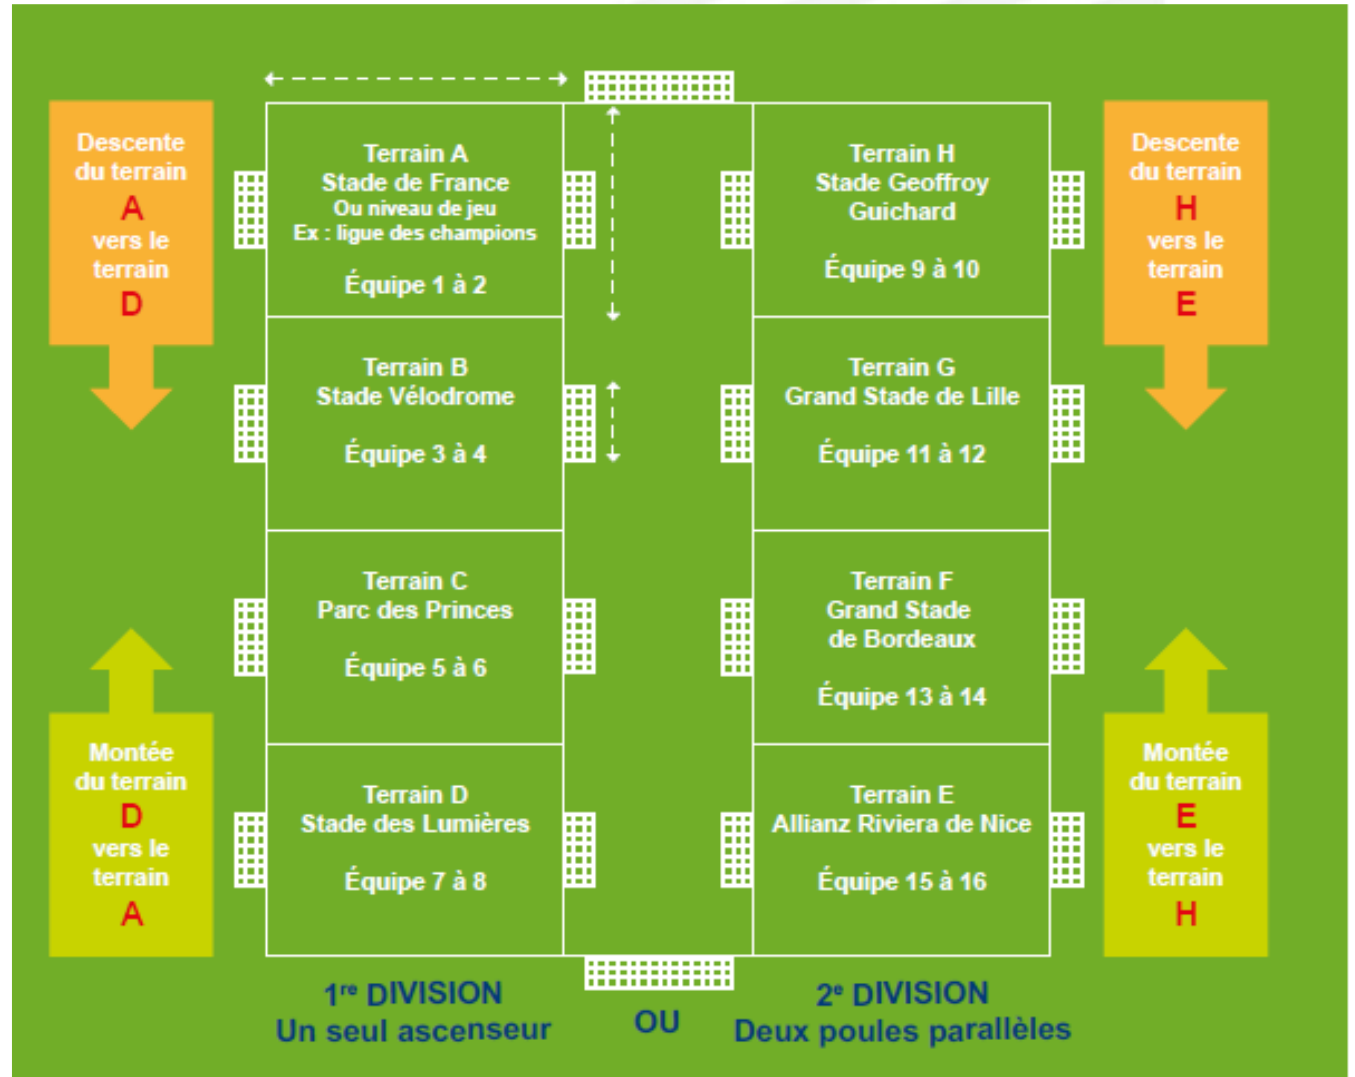 Descente
du terrain
A
vers le
terrain
D
Montée
du terrain
D
vers le
terrain
A
Terrain A
Stade de France
Ou niveau de jeu
Ex : ligue des champions
Équipe 1 à 2
Terrain B
Stade Vélodrome
Équipe 3 à 4
Terrain C
Parc des Princes
Équipe 5 à 6
Terrain D
Stade des Lumières
Équipe 7 à 8
Terrain H
Stade Geoffroy
Guichard
Équipe 9 à 10
Terrain G
Grand Stade de Lille
Équipe 11 à 12
Terrain F
Grand Stade
de Bordeaux
Équipe 13 à 14
Terrain E
Allianz Riviera de Nice
Équipe 15 à 16
Descente
du terrain
H
vers le
terrain
E
Montée
du terrain
E
vers le
terrain
H
1re DIVISION
Un seul ascenseur
OU
2e DIVISION
Deux poules parallèles